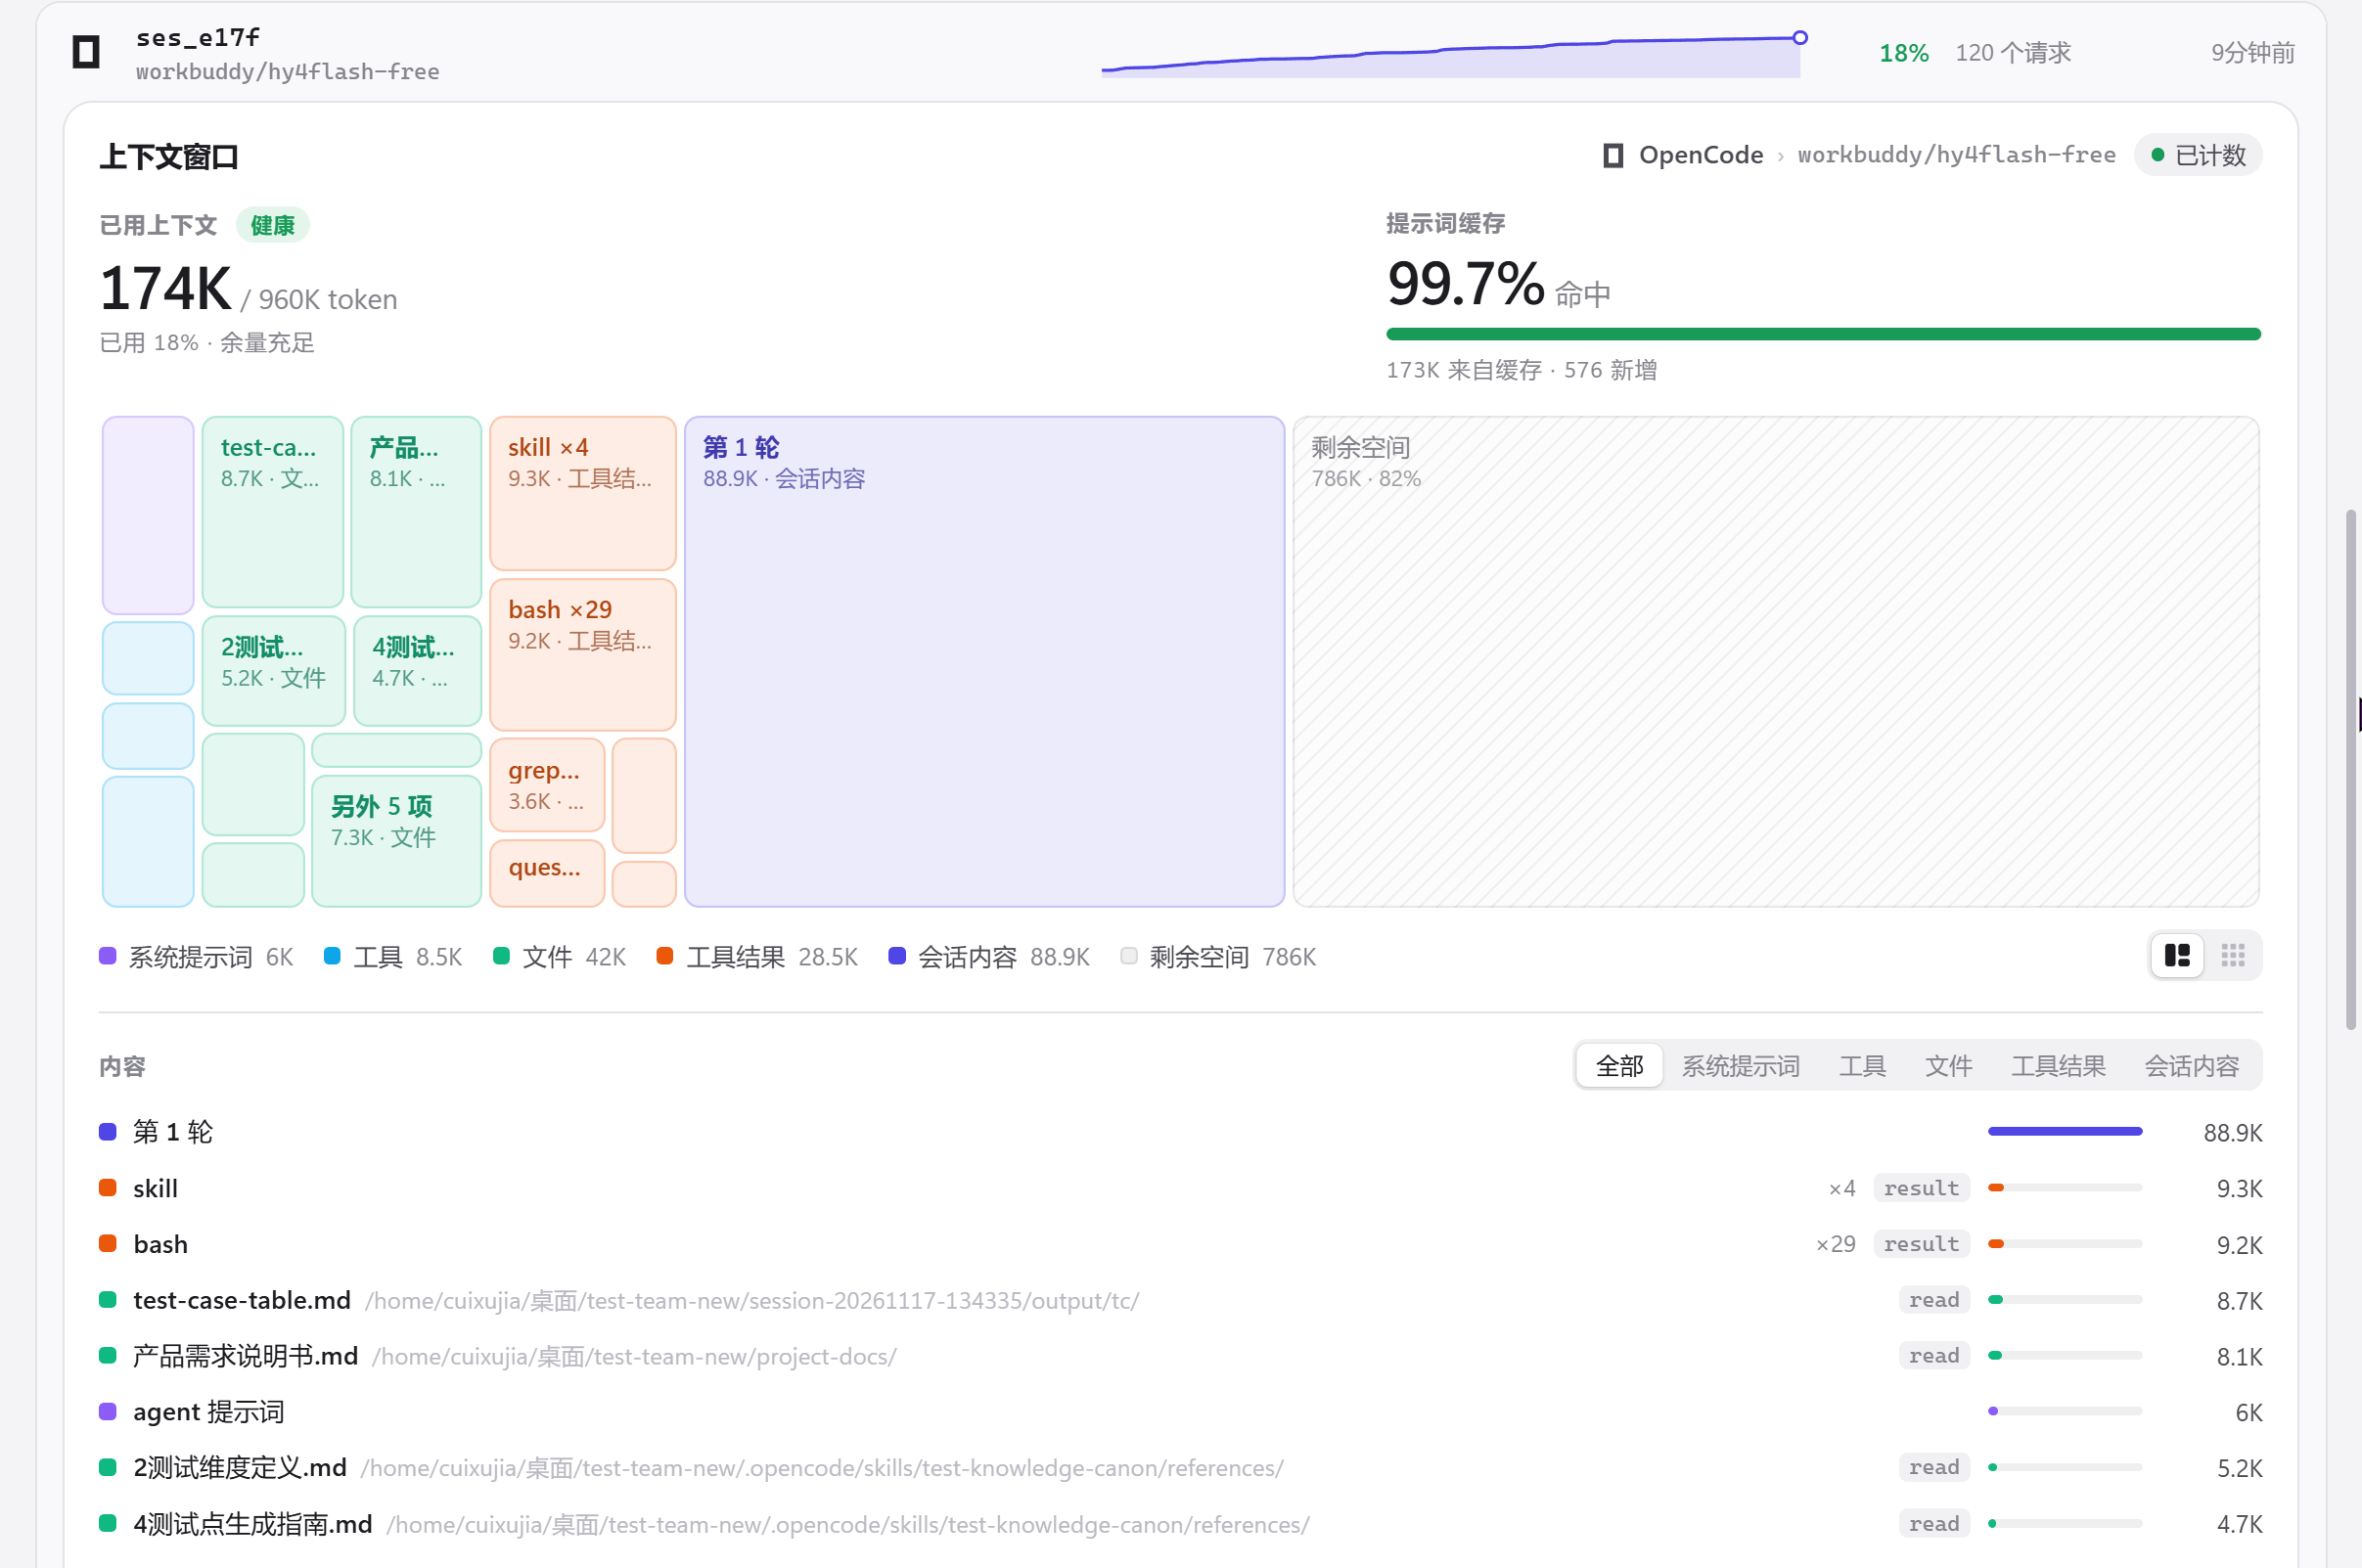 ses_e17f
workbuddy/hy4flash-free
18% 120 个请求 9分钟前
上下文窗口
OpenCode › workbuddy/hy4flash-free 已计数
已用上下文 健康
174K / 960K token
已用 18% · 余量充足
提示词缓存
99.7% 命中
173K 来自缓存 · 576 新增
test-ca...
8.7K · 文...
产品...
8.1K · ...
2测试...
5.2K · 文件
4测试...
4.7K · ...
另外 5 项
7.3K · 文件
skill ×4
9.3K · 工具结...
bash ×29
9.2K · 工具结...
grep...
3.6K · ...
ques...
第 1 轮
88.9K · 会话内容
剩余空间
786K · 82%
系统提示词 6K 工具 8.5K 文件 42K 工具结果 28.5K 会话内容 88.9K 剩余空间 786K
内容
全部 系统提示词 工具 文件 工具结果 会话内容
第 1 轮 88.9K
skill ×4 result 9.3K
bash ×29 result 9.2K
test-case-table.md /home/cuixujia/桌面/test-team-new/session-20261117-134335/output/tc/ read 8.7K
产品需求说明书.md /home/cuixujia/桌面/test-team-new/project-docs/ read 8.1K
agent 提示词 6K
2测试维度定义.md /home/cuixujia/桌面/test-team-new/.opencode/skills/test-knowledge-canon/references/ read 5.2K
4测试点生成指南.md /home/cuixujia/桌面/test-team-new/.opencode/skills/test-knowledge-canon/references/ read 4.7K